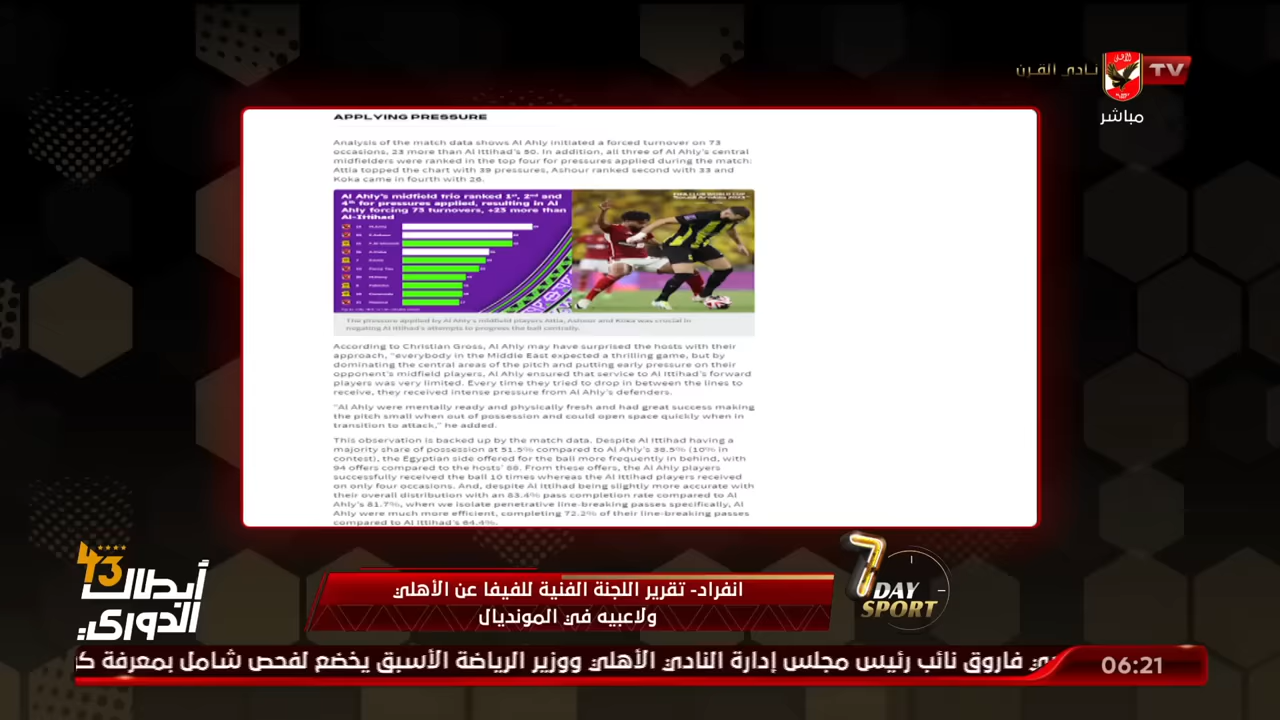 نادي القرن
TV
مباشر
APPLYING PRESSURE
Analysis of the match data shows Al Ahly initiated a forced turnover on 73
occasions, 23 more than Al Ittihad's 50. In addition, all three of Al Ahly's central
midfielders were ranked in the top four for pressures applied during the match:
Attia topped the chart with 39 pressures, Ashour ranked second with 33 and
Koka came in fourth with 26.
Al Ahly's midfield trio ranked 1st, 2nd and
4th for pressures applied, resulting in Al
Ahly forcing 73 turnovers, +23 more than
Al-Ittihad
The pressure applied by Al Ahly's midfield players Attia, Ashour and Koka was crucial in
negating Al Ittihad's attempts to progress the ball centrally.
According to Christian Gross, Al Ahly may have surprised the hosts with their
approach, "everybody in the Middle East expected a thrilling game, but by
dominating the central areas of the pitch and putting early pressure on their
opponent's midfield players, Al Ahly ensured that service to Al Ittihad's forward
players was very limited. Every time they tried to drop in between the lines to
receive, they received intense pressure from Al Ahly's defenders.
"Al Ahly were mentally ready and physically fresh and had great success making
the pitch small when out of possession and could open space quickly when in
transition to attack," he added.
This observation is backed up by the match data. Despite Al Ittihad having a
majority share of possession at 51.5% compared to Al Ahly's 38.5% (10% in
contest), the Egyptian side offered for the ball more frequently in behind, with
94 offers compared to the hosts' 88. From these offers, the Al Ahly players
successfully received the ball 10 times whereas the Al Ittihad players received
on only four occasions. And, despite Al Ittihad being slightly more accurate with
their overall distribution with an 83.4% pass completion rate compared to Al
Ahly's 81.7%, when we isolate penetrative line-breaking passes specifically, Al
Ahly were much more efficient, completing 72.2% of their line-breaking passes
compared to Al Ittihad's 64.4%.
43
أبطال
الدوري
انفراد- تقرير اللجنة الفنية للفيفا عن الأهلي
ولاعبيه في المونديال
7
DAY
SPORT
فاروق نائب رئيس مجلس إدارة النادي الأهلي ووزير الرياضة الأسبق يخضع لفحص شامل بمعرفة
06:21